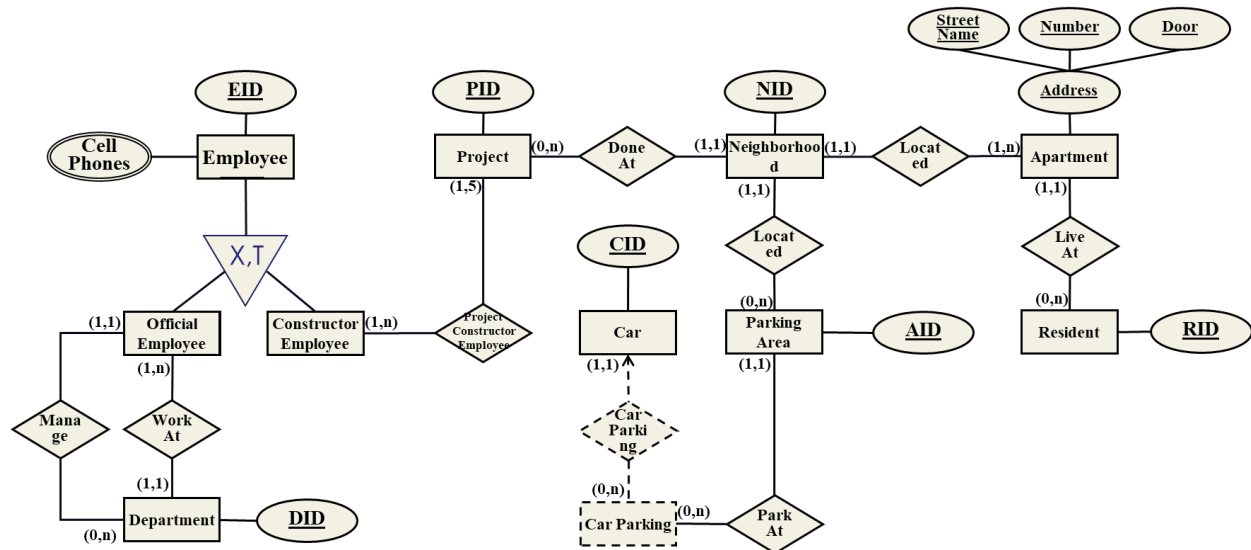 Street
Name
Number
Door
EID
PID
NID
Address
Cell
Phones
Employee
Project
(0,n)
Done
At
(1,1)
Neighborhoo
d
(1,1)
Locat
ed
(1,n)
Apartment
(1,5)
(1,1)
(1,1)
X,T
CID
Locat
ed
Live
At
(1,1)
Official
Employee
Constructor
Employee
(1,n)
Project
Constructor
Employee
Car
(0,n)
Parking
Area
AID
(0,n)
Resident
RID
(1,n)
(1,1)
(1,1)
Mana
ge
Work
At
Car
Parki
ng
(1,1)
(0,n)
Department
DID
(0,n)
(0,n)
Car Parking
(0,n)
Park
At